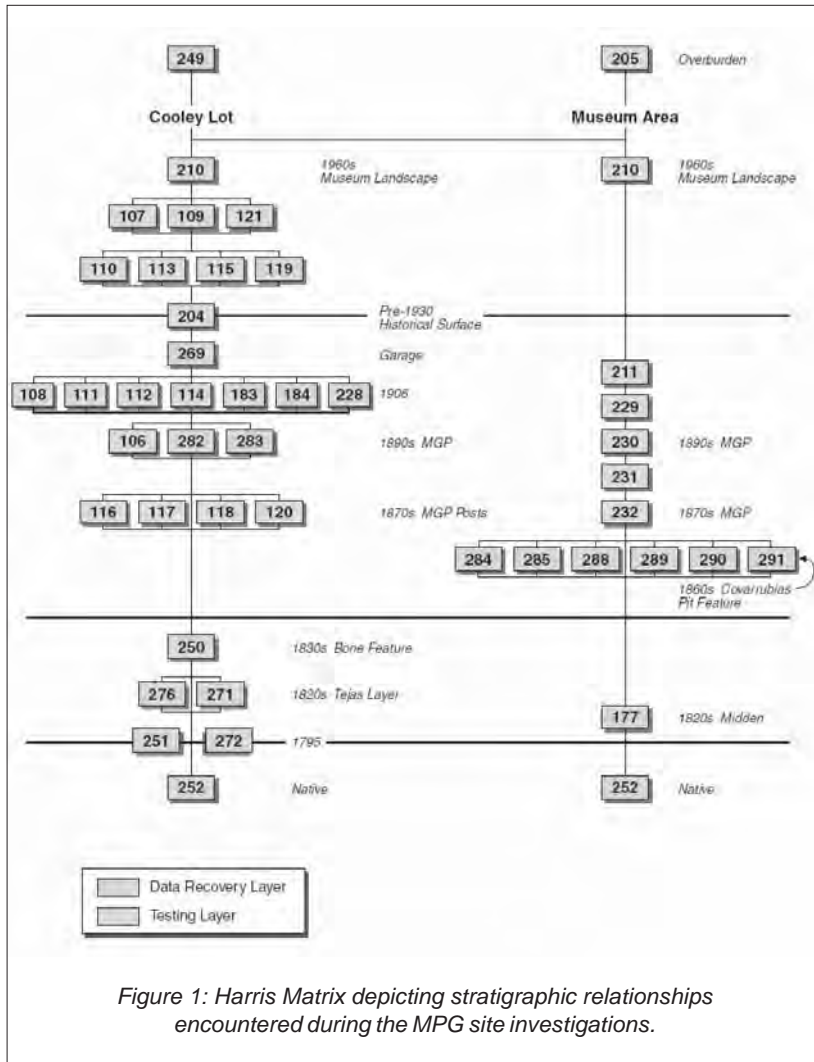 249 205 Overburden
Cooley Lot Museum Area
210 1960s Museum Landscape 210 1960s Museum Landscape
107 109 121
110 113 115 119
204 Pre-1930 Historical Surface
269 Garage
211
108 111 112 114 183 184 228 1906
229
106 282 283 1890s MGP 230 1890s MGP
231
116 117 118 120 1870s MGP Posts 232 1870s MGP
284 285 288 289 290 291
1860s Covarrubias
Pit Feature
250 1830s Bone Feature
276 271 1820s Tejas Layer
177 1820s Midden
251 272 1795
252 Native 252 Native
Data Recovery Layer
Testing Layer
Figure 1: Harris Matrix depicting stratigraphic relationships
encountered during the MPG site investigations.